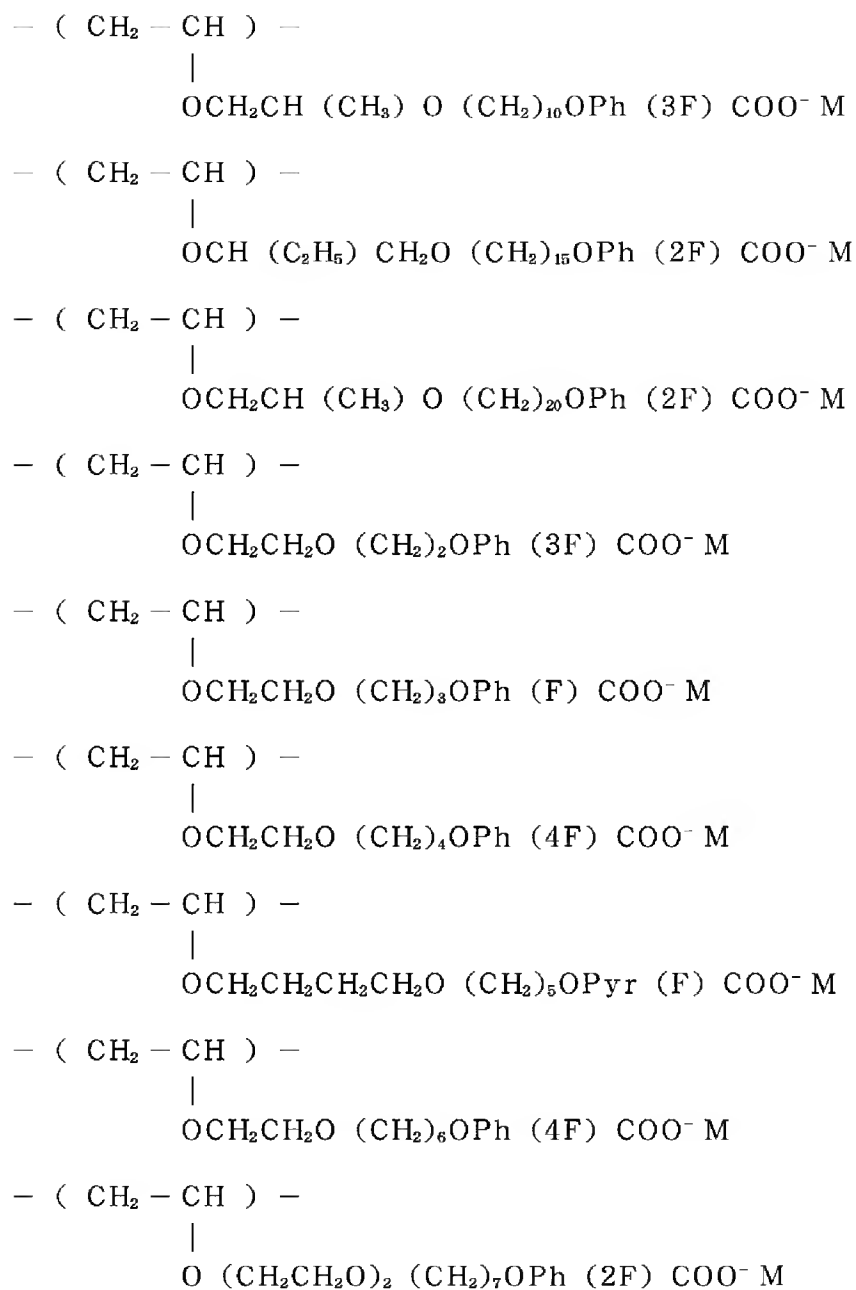 — ( CH₂ — CH ) —
|
OCH₂CH (CH₃) O (CH₂)₁₀OPh (3F) COO⁻ M
— ( CH₂ — CH ) —
|
OCH (C₂H₅) CH₂O (CH₂)₁₅OPh (2F) COO⁻ M
— ( CH₂ — CH ) —
|
OCH₂CH (CH₃) O (CH₂)₂₀OPh (2F) COO⁻ M
— ( CH₂ — CH ) —
|
OCH₂CH₂O (CH₂)₂OPh (3F) COO⁻ M
— ( CH₂ — CH ) —
|
OCH₂CH₂O (CH₂)₃OPh (F) COO⁻ M
— ( CH₂ — CH ) —
|
OCH₂CH₂O (CH₂)₄OPh (4F) COO⁻ M
— ( CH₂ — CH ) —
|
OCH₂CH₂CH₂CH₂O (CH₂)₅OPyr (F) COO⁻ M
— ( CH₂ — CH ) —
|
OCH₂CH₂O (CH₂)₆OPh (4F) COO⁻ M
— ( CH₂ — CH ) —
|
O (CH₂CH₂O)₂ (CH₂)₇OPh (2F) COO⁻ M